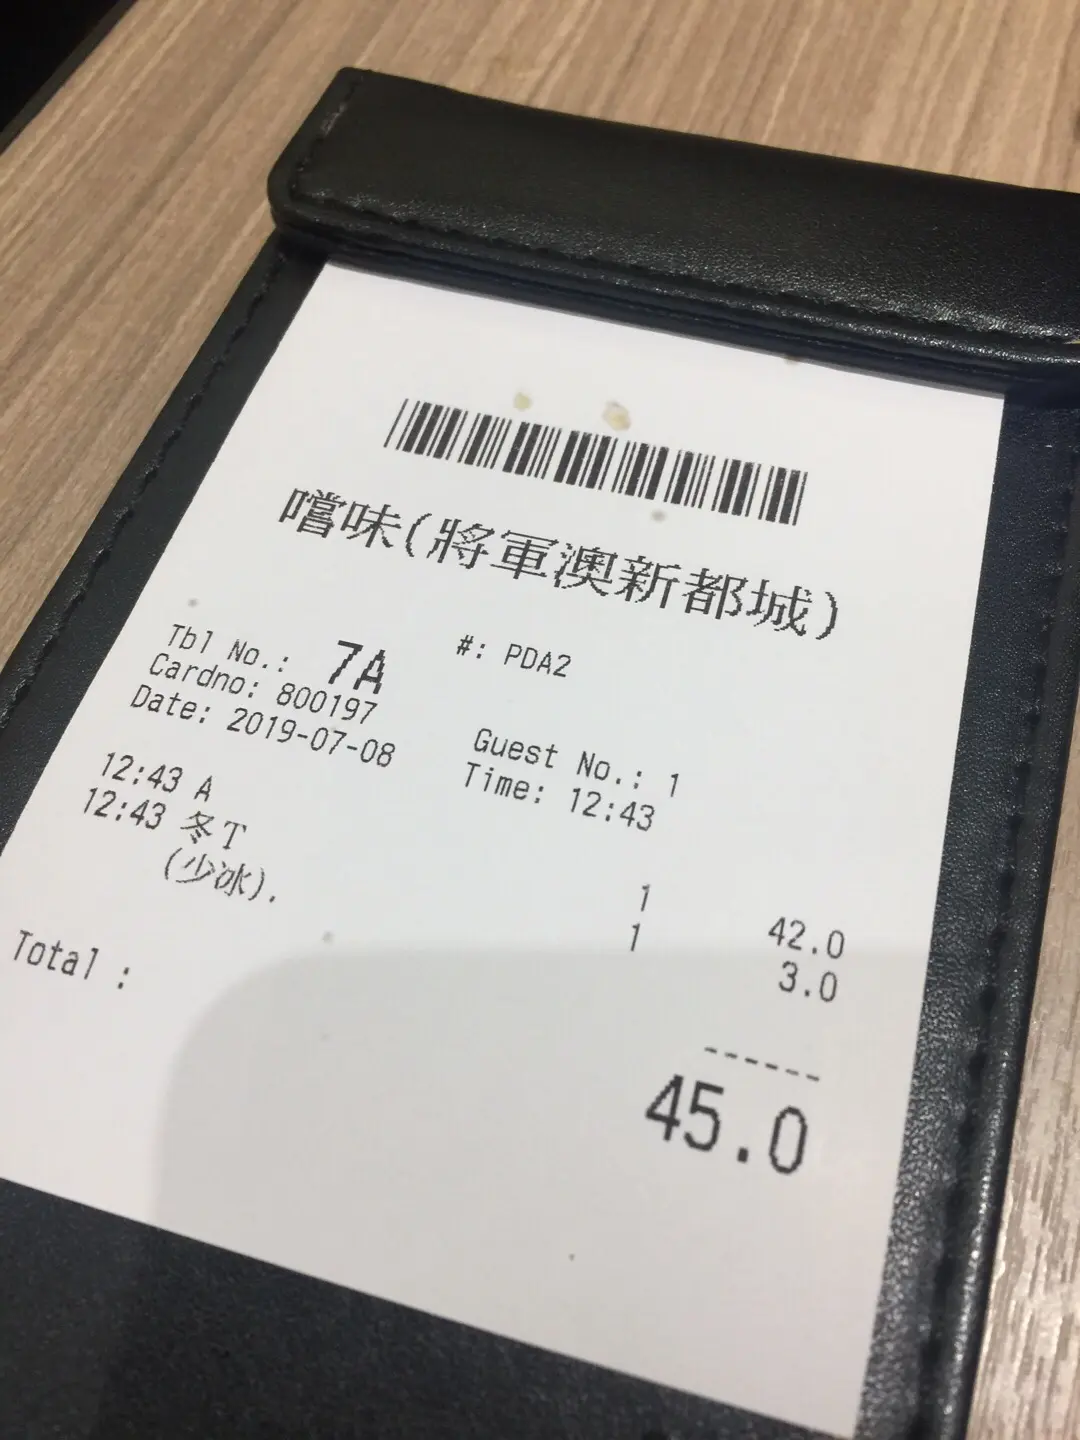 嚐味(將軍澳新都城)
Tbl No.: 7A #: PDA2
Cardno: 800197
Date: 2019-07-08 Guest No.: 1
Time: 12:43
12:43 A 1 42.0
12:43 冬T 1 3.0
(少冰).
Total : 45.0